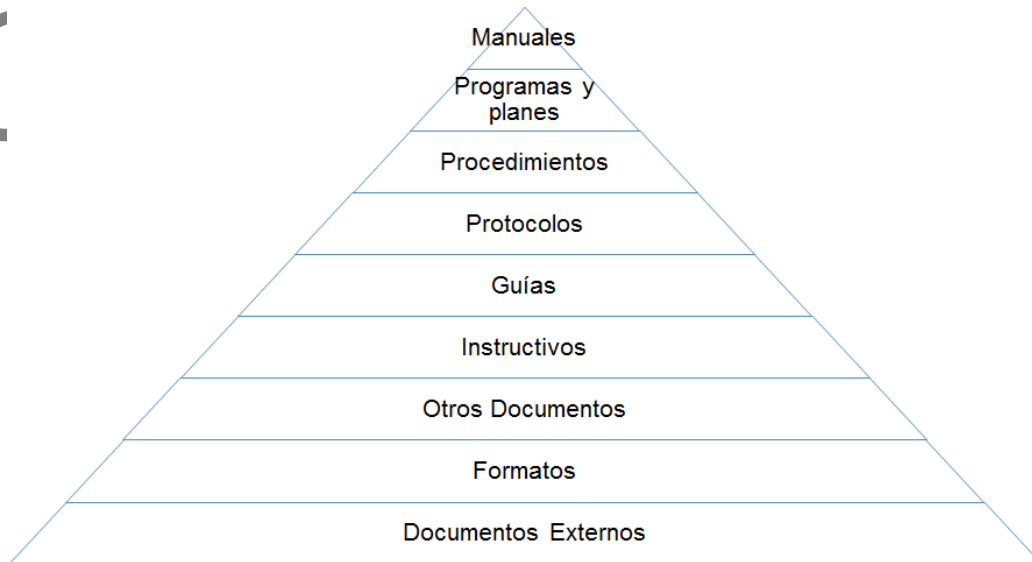 Manuales
Programas y
planes
Procedimientos
Protocolos
Guías
Instructivos
Otros Documentos
Formatos
Documentos Externos